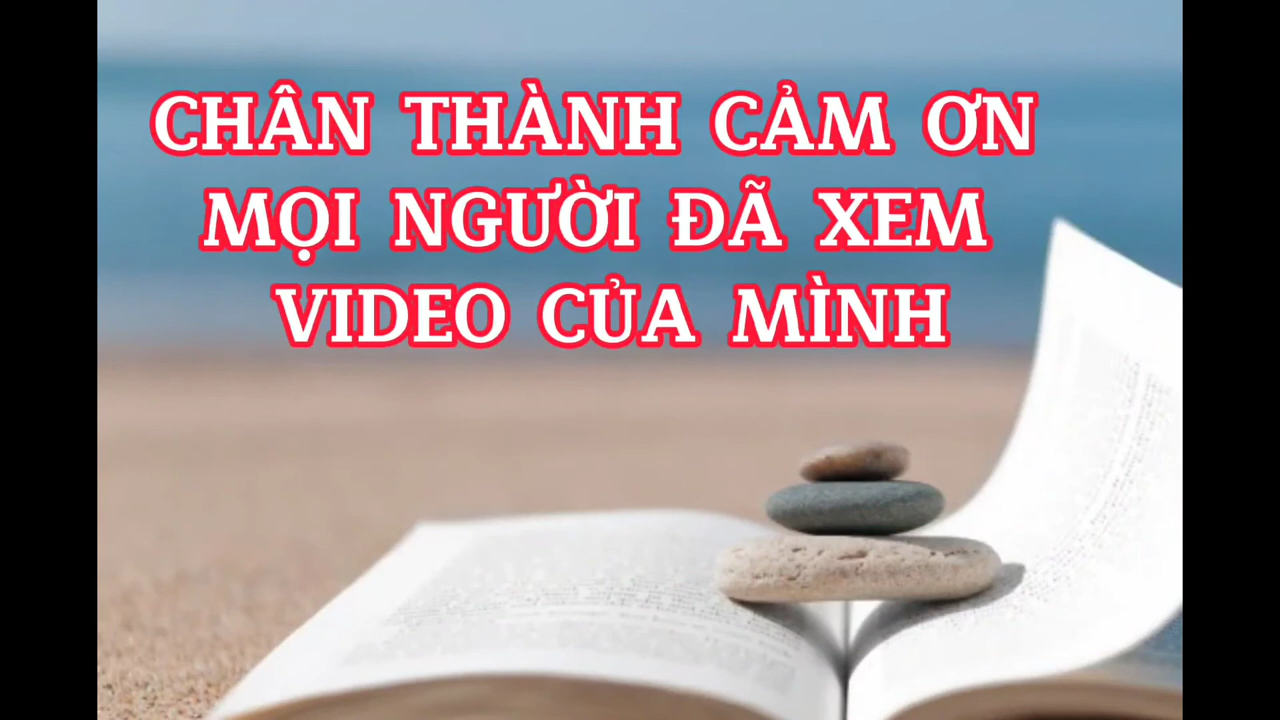 CHÂN THÀNH CẢM ƠN
MỌI NGƯỜI ĐÃ XEM
VIDEO CỦA MÌNH